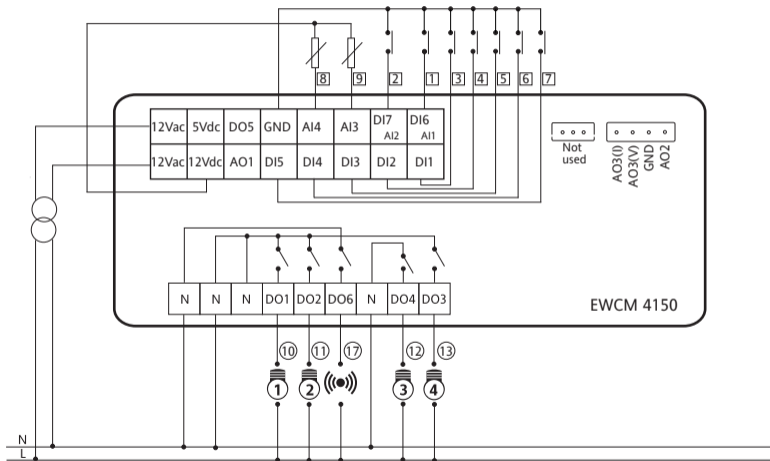 8 9 2 1 3 4 5 6 7
12Vac 5Vdc DO5 GND AI4 AI3 DI7 AI2 DI6 AI1
12Vac 12Vdc AO1 DI5 DI4 DI3 DI2 DI1
Not
used
AO3(I)
AO3(V)
GND
AO2
N N N DO1 DO2 DO6 N DO4 DO3
EWCM 4150
10 11 17 12 13
1 2 3 4
N
L